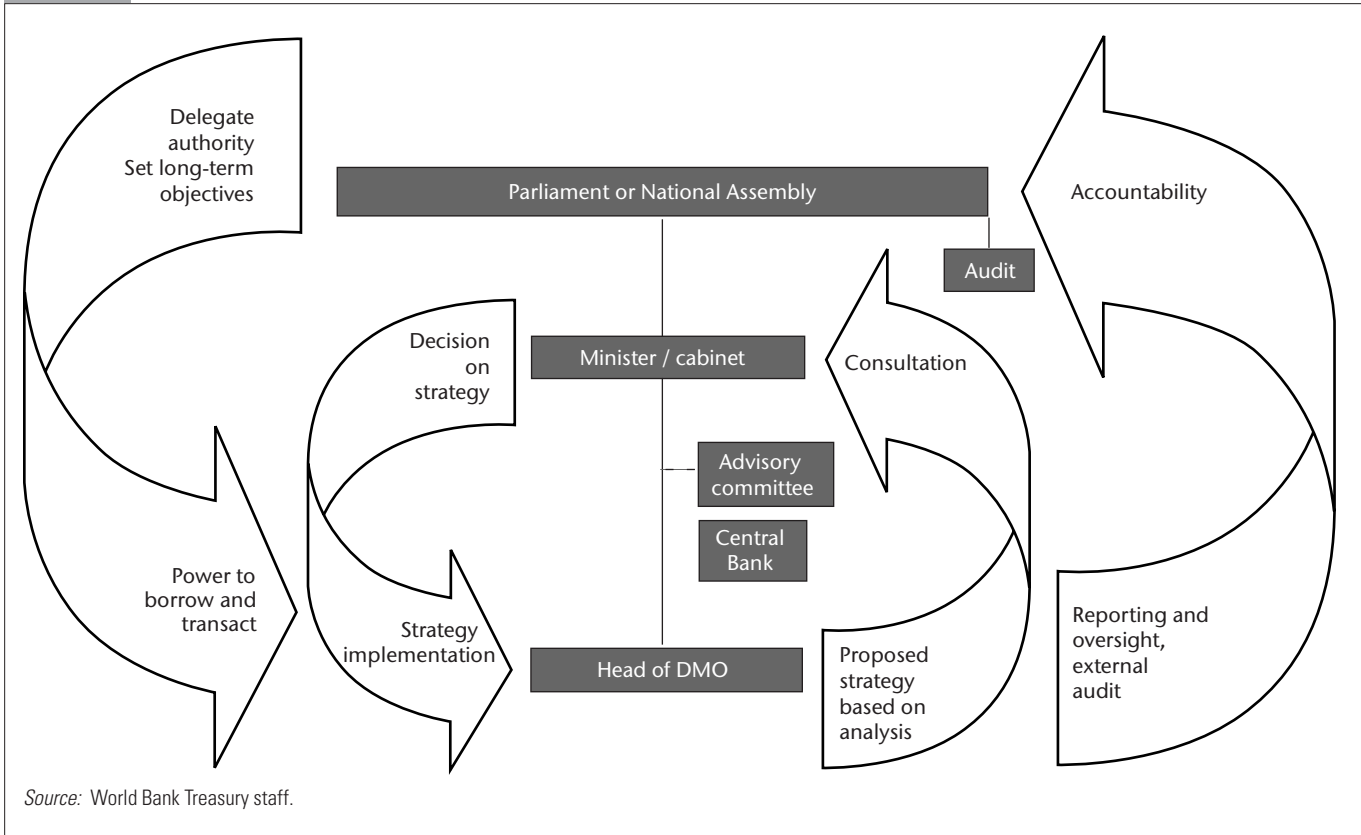 Delegate
authority
Set long-term
objectives
Parliament or National Assembly
Accountability
Audit
Decision
on
strategy
Minister / cabinet
Consultation
Advisory
committee
Central
Bank
Power to
borrow and
transact
Strategy
implementation
Head of DMO
Proposed
strategy
based on
analysis
Reporting and
oversight,
external
audit
Source: World Bank Treasury staff.